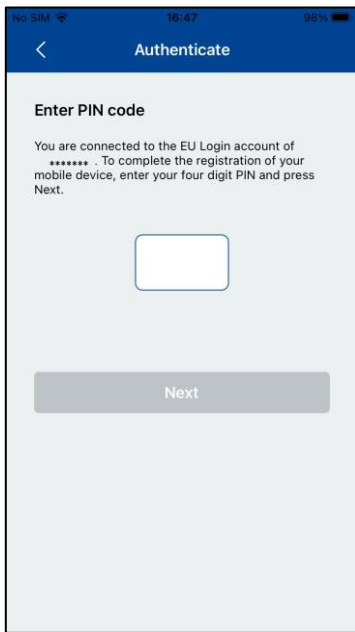 No SIM 16:47 98%
Authenticate
Enter PIN code
You are connected to the EU Login account of
******* . To complete the registration of your
mobile device, enter your four digit PIN and press
Next.
Next